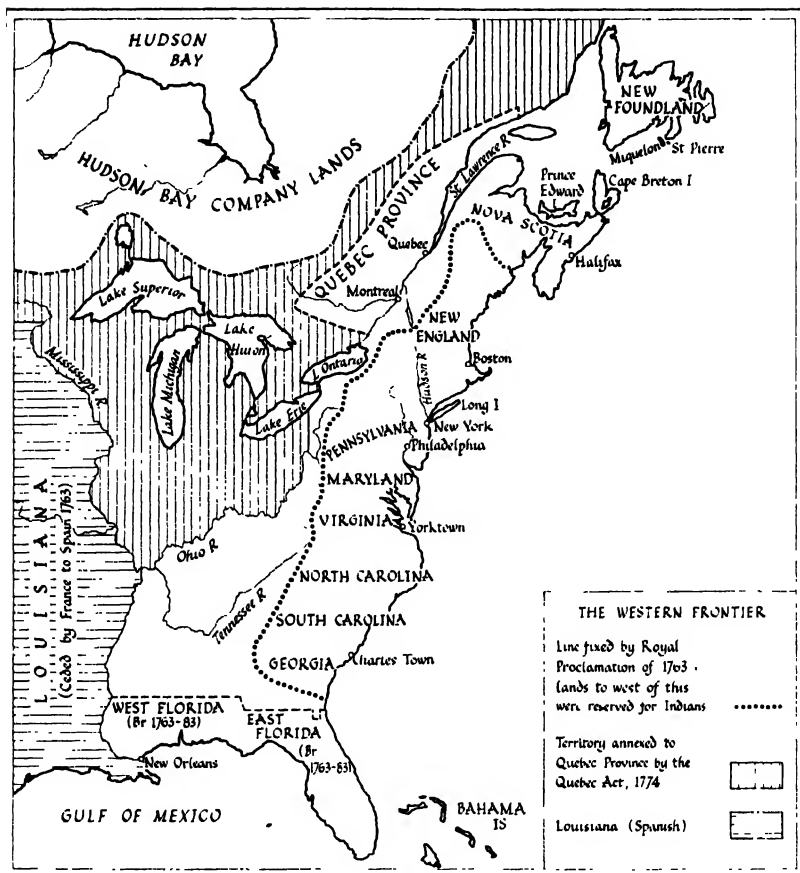 HUDSON
BAY
HUDSON BAY COMPANY LANDS
NEW
FOUNDLAND
Miquelon
St Pierre
St Lawrence R
QUEBEC PROVINCE
Prince
Edward I
Cape Breton I
NOVA SCOTIA
Quebec
Halifax
Montreal
Lake Superior
Lake
Huron
NEW
ENGLAND
Mississippi R
Lake Michigan
L Ontario
Hudson R
Boston
Lake Erie
Long I
New York
PENNSYLVANIA
Philadelphia
MARYLAND
VIRGINIA
Yorktown
LOUISIANA
(Ceded by France to Spain 1763)
Ohio R
NORTH CAROLINA
Tennessee R
SOUTH CAROLINA
GEORGIA
Charles Town
WEST FLORIDA
(Br 1763-83)
EAST
FLORIDA
(Br
1763-83)
New Orleans
GULF OF MEXICO
BAHAMA
IS
THE WESTERN FRONTIER
Line fixed by Royal
Proclamation of 1763.
lands to west of this
were reserved for Indians
Territory annexed to
Quebec Province by the
Quebec Act, 1774
Louisiana (Spanish)